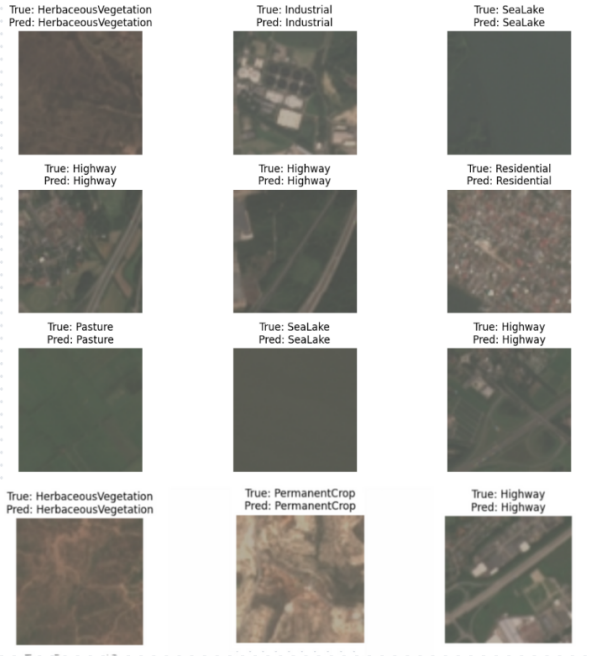 True: HerbaceousVegetation
Pred: HerbaceousVegetation
True: Industrial
Pred: Industrial
True: SeaLake
Pred: SeaLake
True: Highway
Pred: Highway
True: Highway
Pred: Highway
True: Residential
Pred: Residential
True: Pasture
Pred: Pasture
True: SeaLake
Pred: SeaLake
True: Highway
Pred: Highway
True: HerbaceousVegetation
Pred: HerbaceousVegetation
True: PermanentCrop
Pred: PermanentCrop
True: Highway
Pred: Highway